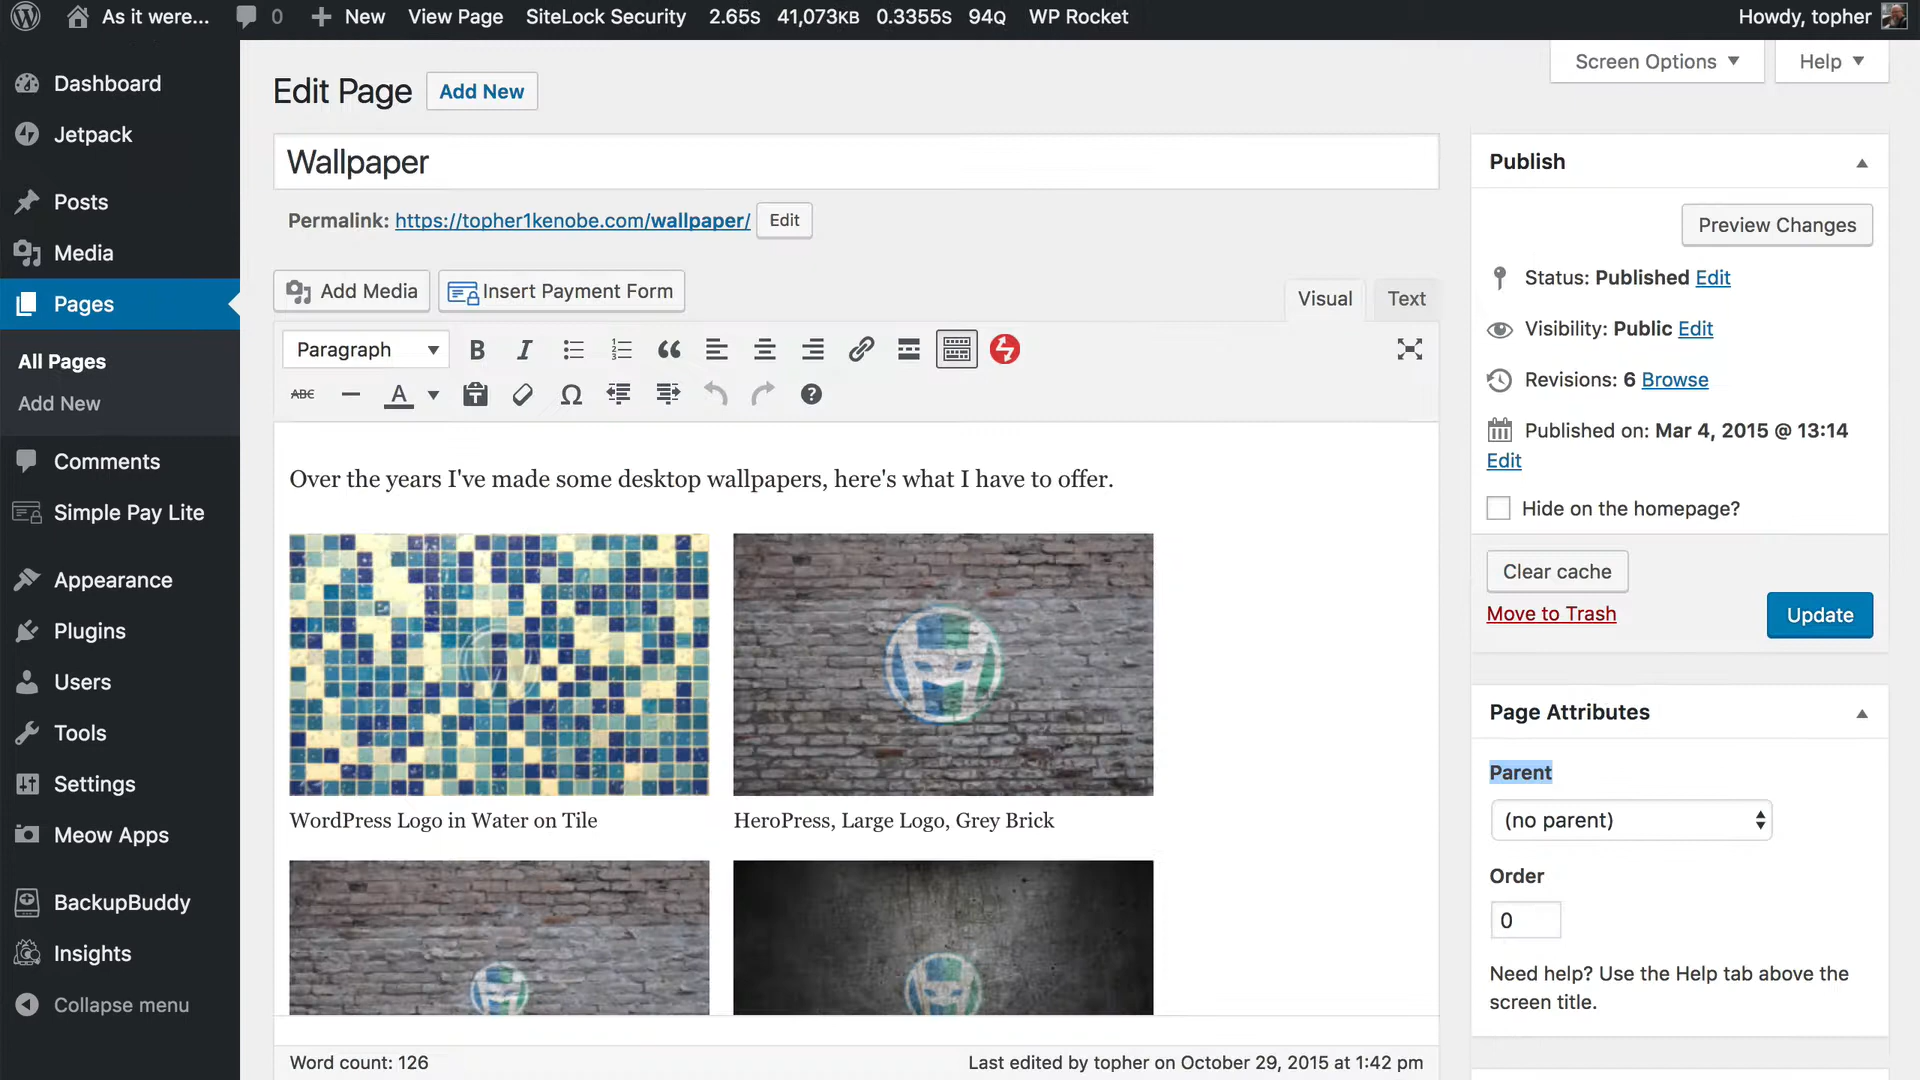 As it were... 0 New View Page SiteLock Security 2.65S 41,073KB 0.3355S 94Q WP Rocket Howdy, topher
Dashboard
Jetpack
Posts
Media
Pages
All Pages
Add New
Comments
Simple Pay Lite
Appearance
Plugins
Users
Tools
Settings
Meow Apps
BackupBuddy
Insights
Collapse menu
Screen Options Help
Edit Page Add New
Wallpaper
Permalink: https://topher1kenobe.com/wallpaper/ Edit
Add Media Insert Payment Form Visual Text
Paragraph B I
ABC A
Over the years I've made some desktop wallpapers, here's what I have to offer.
WordPress Logo in Water on Tile HeroPress, Large Logo, Grey Brick
Word count: 126 Last edited by topher on October 29, 2015 at 1:42 pm
Publish
Preview Changes
Status: Published Edit
Visibility: Public Edit
Revisions: 6 Browse
Published on: Mar 4, 2015 @ 13:14
Edit
Hide on the homepage?
Clear cache
Move to Trash Update
Page Attributes
Parent
(no parent)
Order
0
Need help? Use the Help tab above the
screen title.